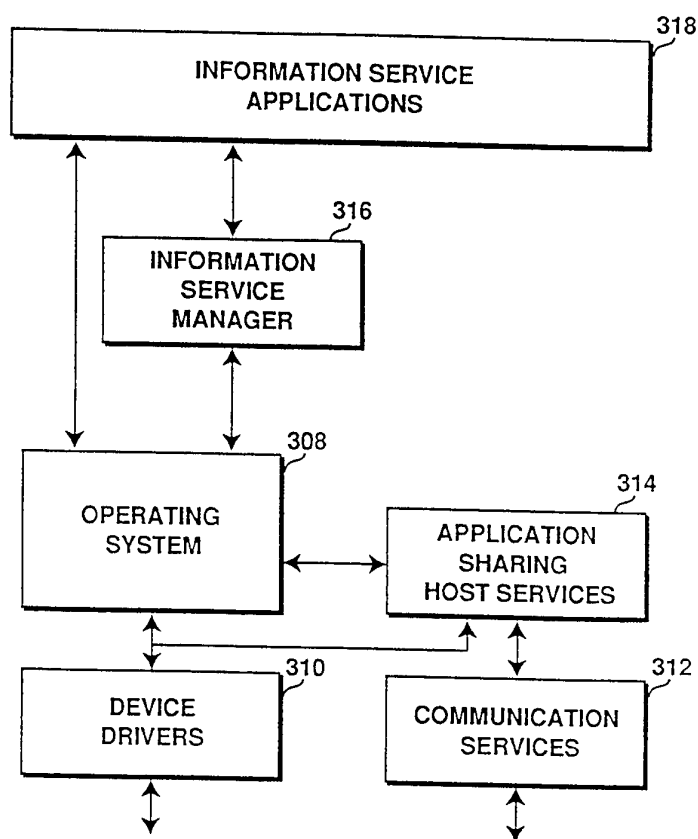 318
INFORMATION SERVICE
APPLICATIONS
316
INFORMATION
SERVICE
MANAGER
308
OPERATING
SYSTEM
314
APPLICATION
SHARING
HOST SERVICES
310
DEVICE
DRIVERS
312
COMMUNICATION
SERVICES